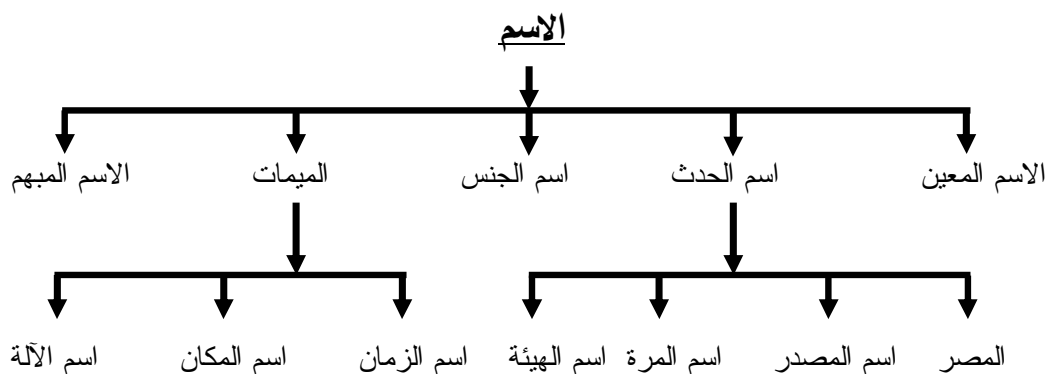 الاسم
الاسم المعين اسم الحدث اسم الجنس الميمات الاسم المبهم
المصر اسم المصدر اسم المرة اسم الهيئة اسم الزمان اسم المكان اسم الآلة